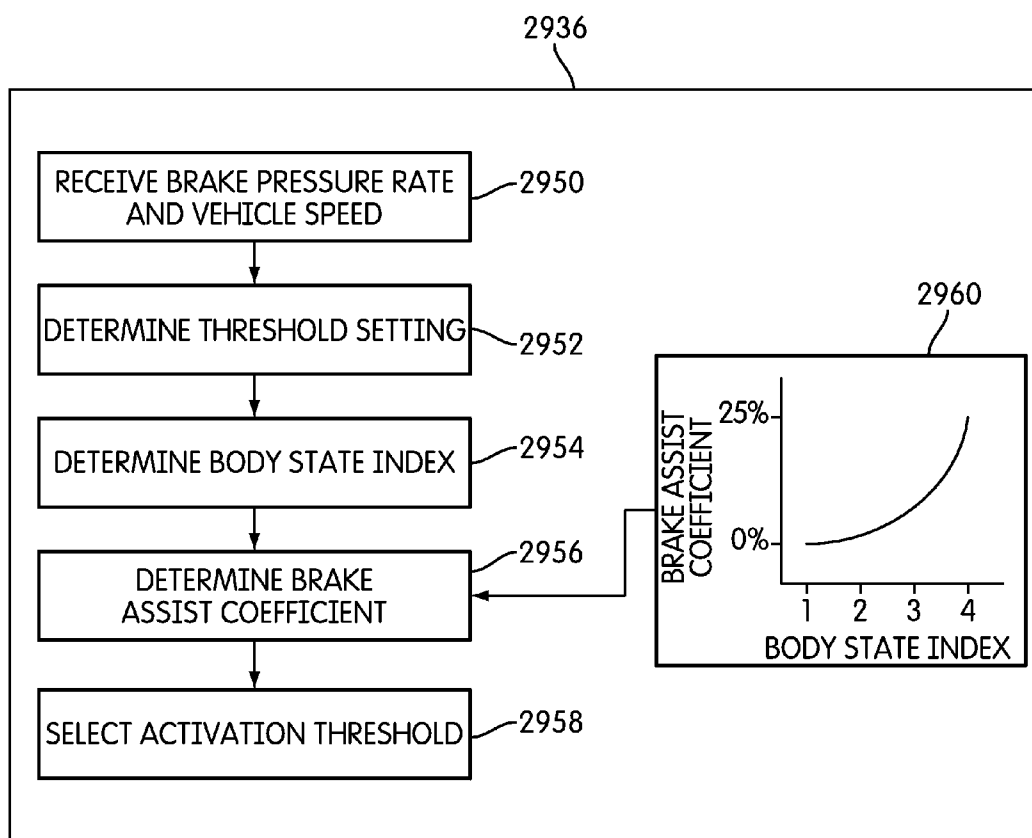 2936
RECEIVE BRAKE PRESSURE RATE
AND VEHICLE SPEED
2950
DETERMINE THRESHOLD SETTING
2952
DETERMINE BODY STATE INDEX
2954
DETERMINE BRAKE
ASSIST COEFFICIENT
2956
SELECT ACTIVATION THRESHOLD
2958
2960
BRAKE ASSIST
COEFFICIENT
25%
0%
1 2 3 4
BODY STATE INDEX